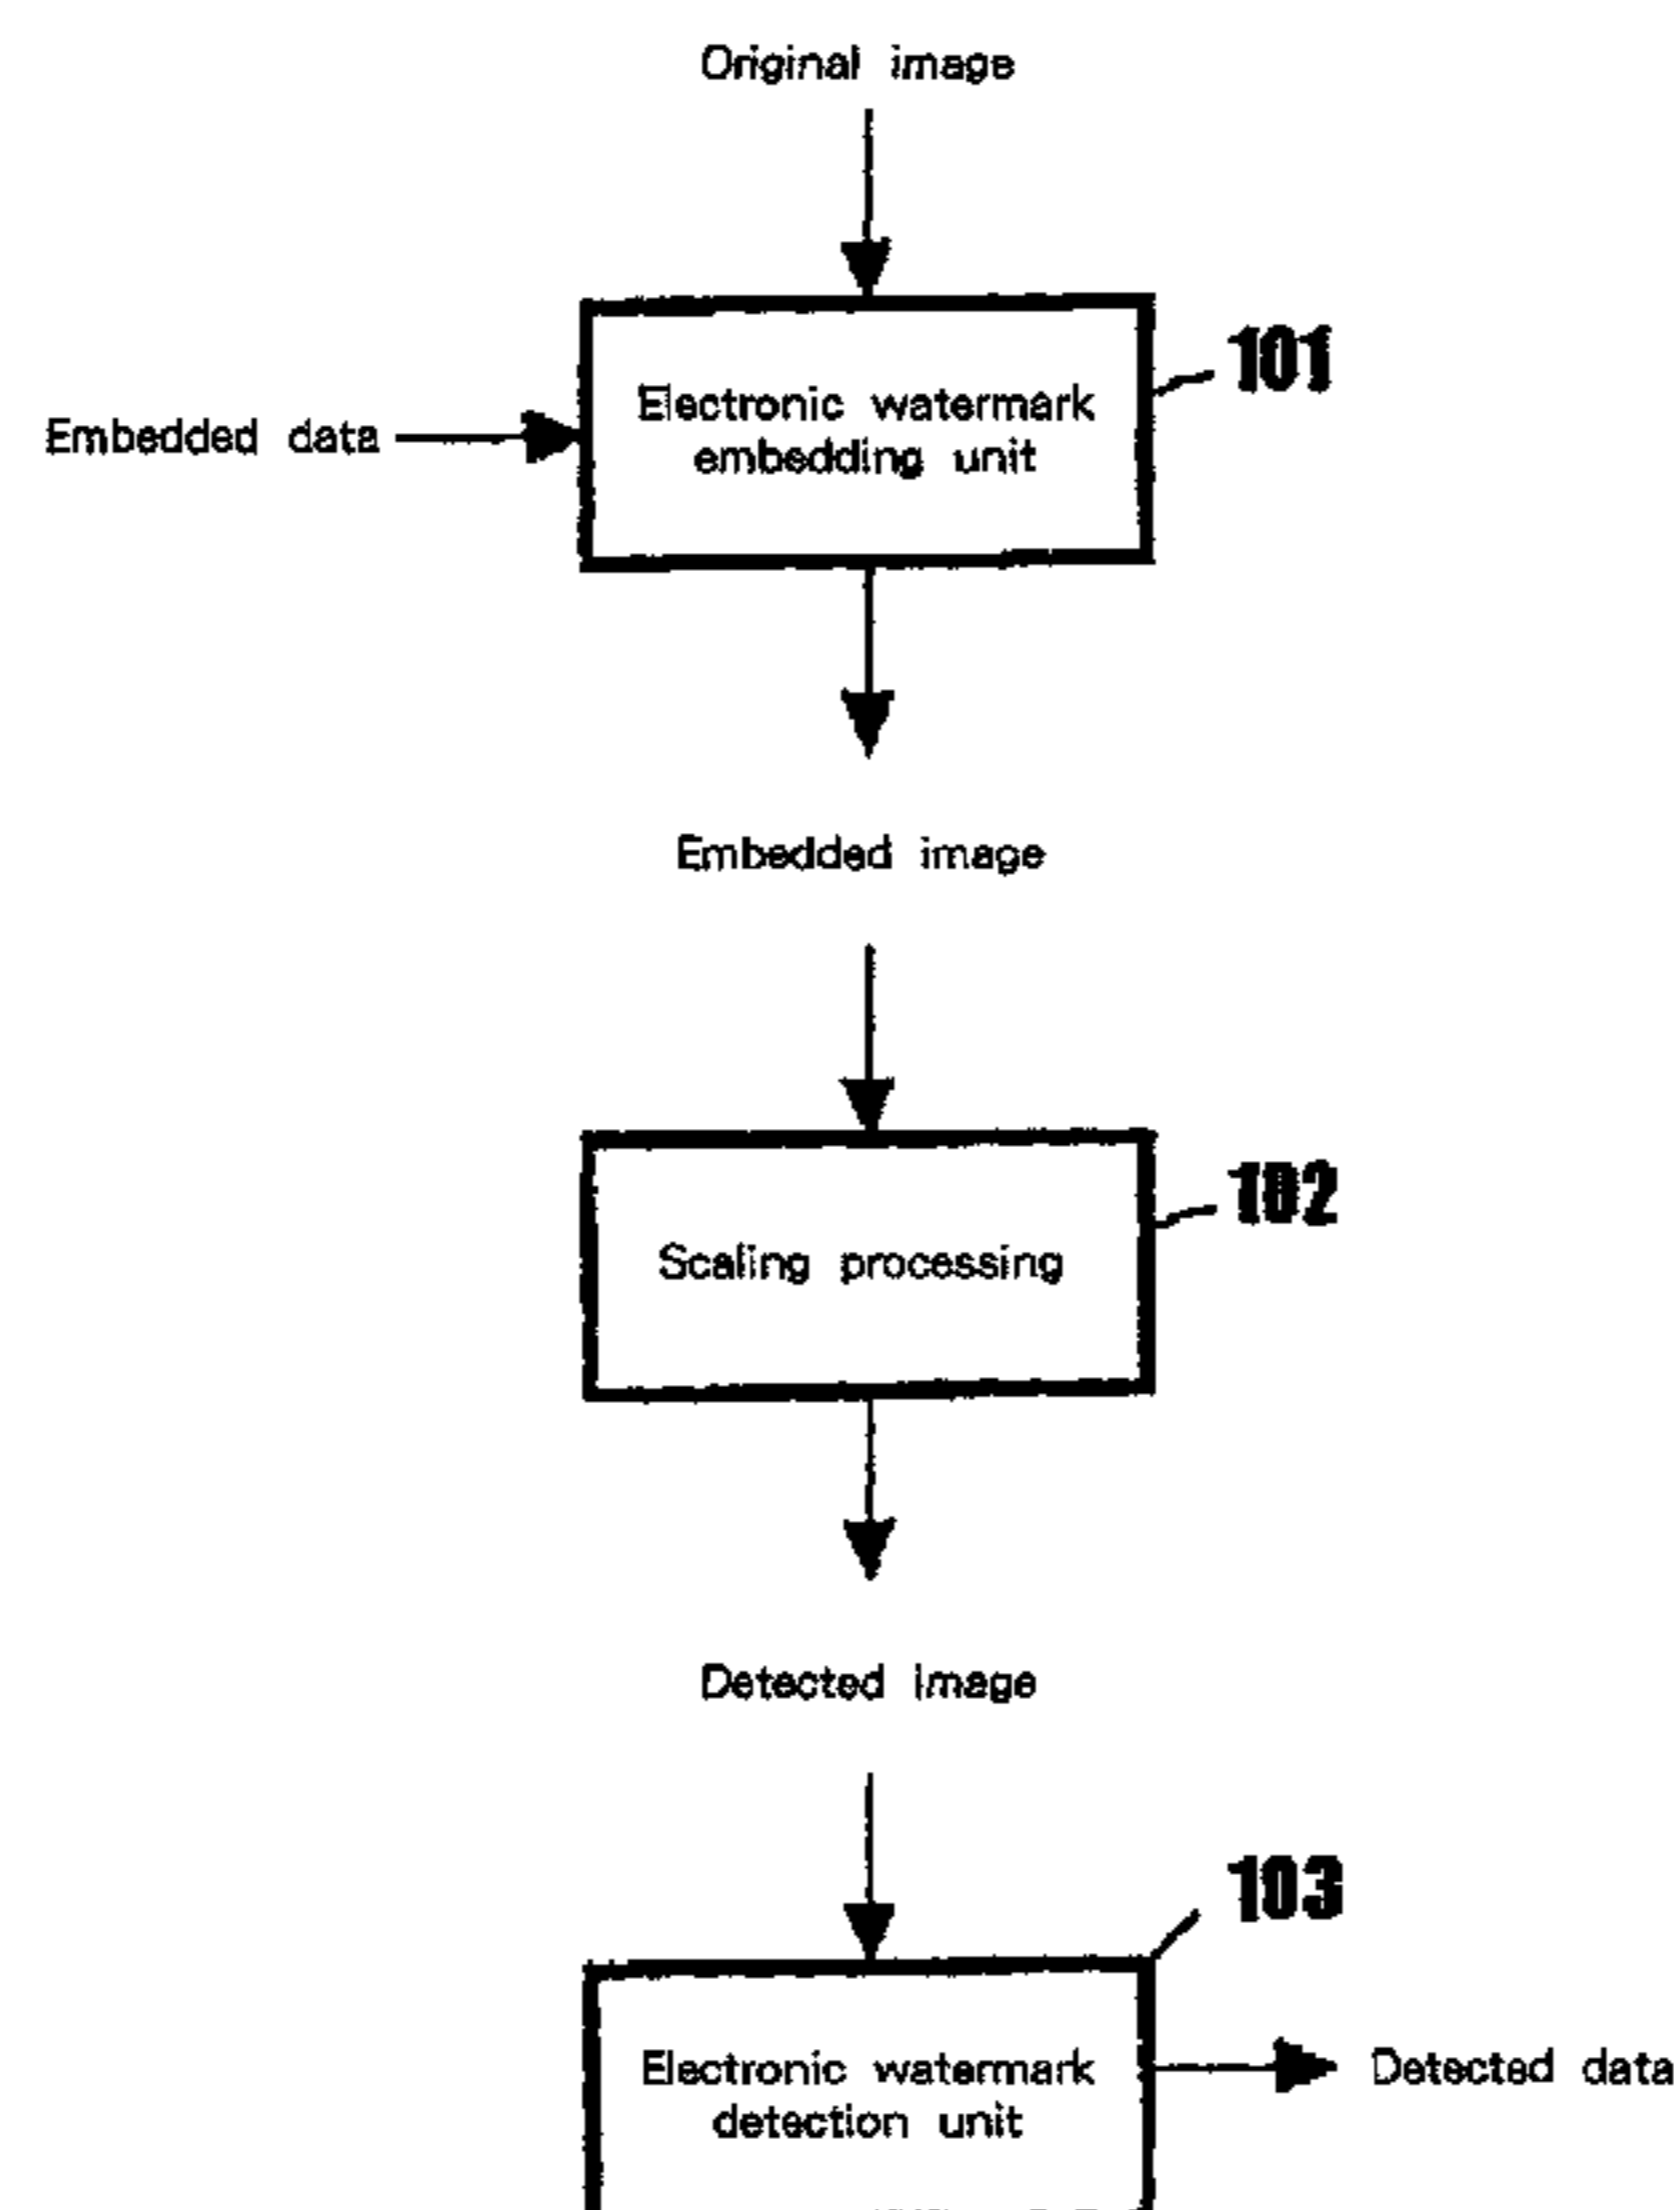 Original image
101
Electronic watermark
embedding unit
Embedded data
Embedded image
102
Scaling processing
Detected image
103
Electronic watermark
detection unit
Detected data